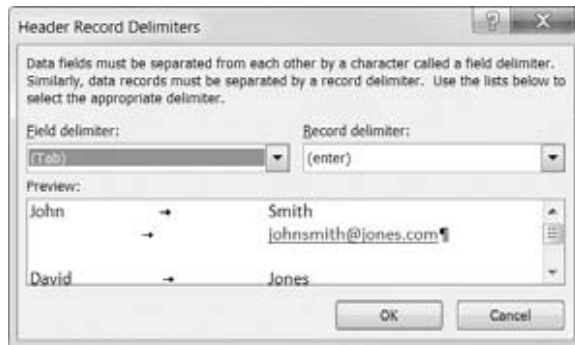 Header Record Delimiters
Data fields must be separated from each other by a character called a field delimiter.
Similarly, data records must be separated by a record delimiter. Use the lists below to
select the appropriate delimiter.
Field delimiter: Record delimiter:
(Tab) (enter)
Preview:
John → Smith
→ johnsmith@jones.com¶
David → Jones
OK Cancel